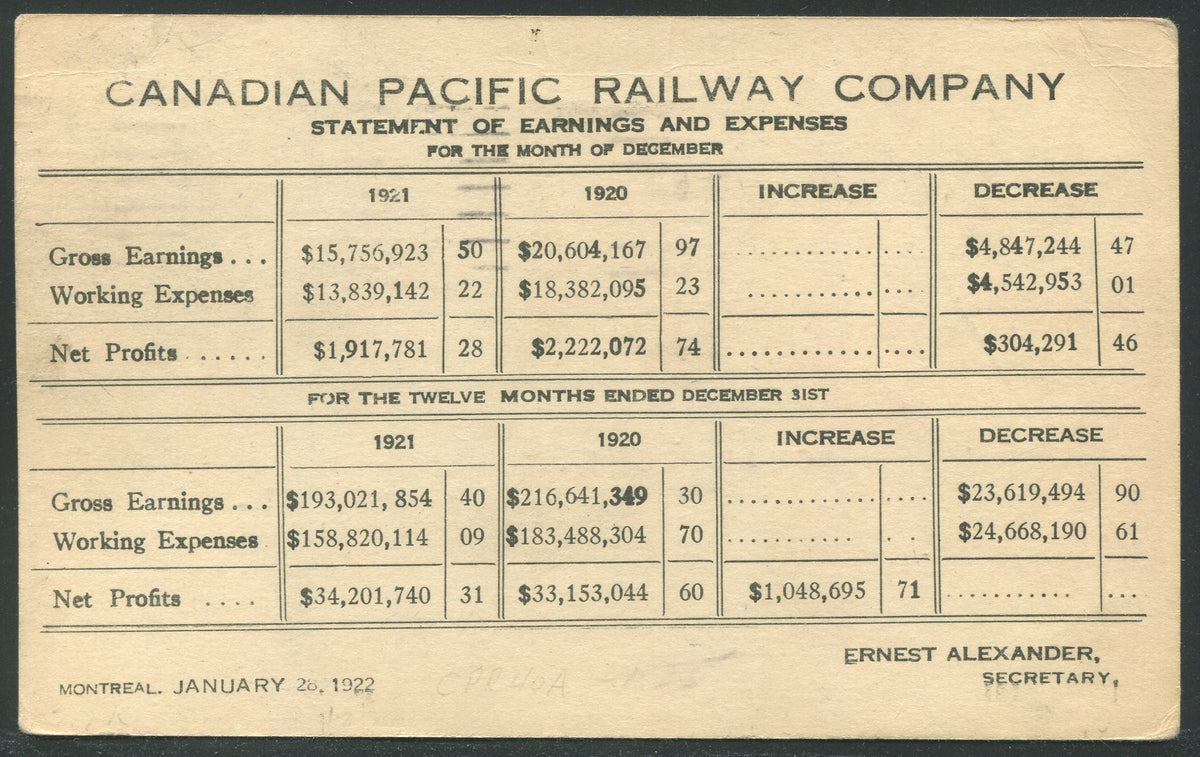 CANADIAN PACIFIC RAILWAY COMPANY
STATEMENT OF EARNINGS AND EXPENSES
FOR THE MONTH OF DECEMBER
1921 1920 INCREASE DECREASE
Gross Earnings... $15,756,923 50 $20,604,167 97 .............. .... $4,847,244 47
Working Expenses $13,839,142 22 $18,382,095 23 ............. .... $4,542,953 01
Net Profits ...... $1,917,781 28 $2,222,072 74 .............. .... $304,291 46
FOR THE TWELVE MONTHS ENDED DECEMBER 31ST
1921 1920 INCREASE DECREASE
Gross Earnings... $193,021, 854 40 $216,641,349 30 .............. .... $23,619,494 90
Working Expenses $158,820,114 09 $183,488,304 70 ............ . . $24,668,190 61
Net Profits .... $34,201,740 31 $33,153,044 60 $1,048,695 71 .......... ...
ERNEST ALEXANDER,
SECRETARY,
MONTREAL. JANUARY 28, 1922